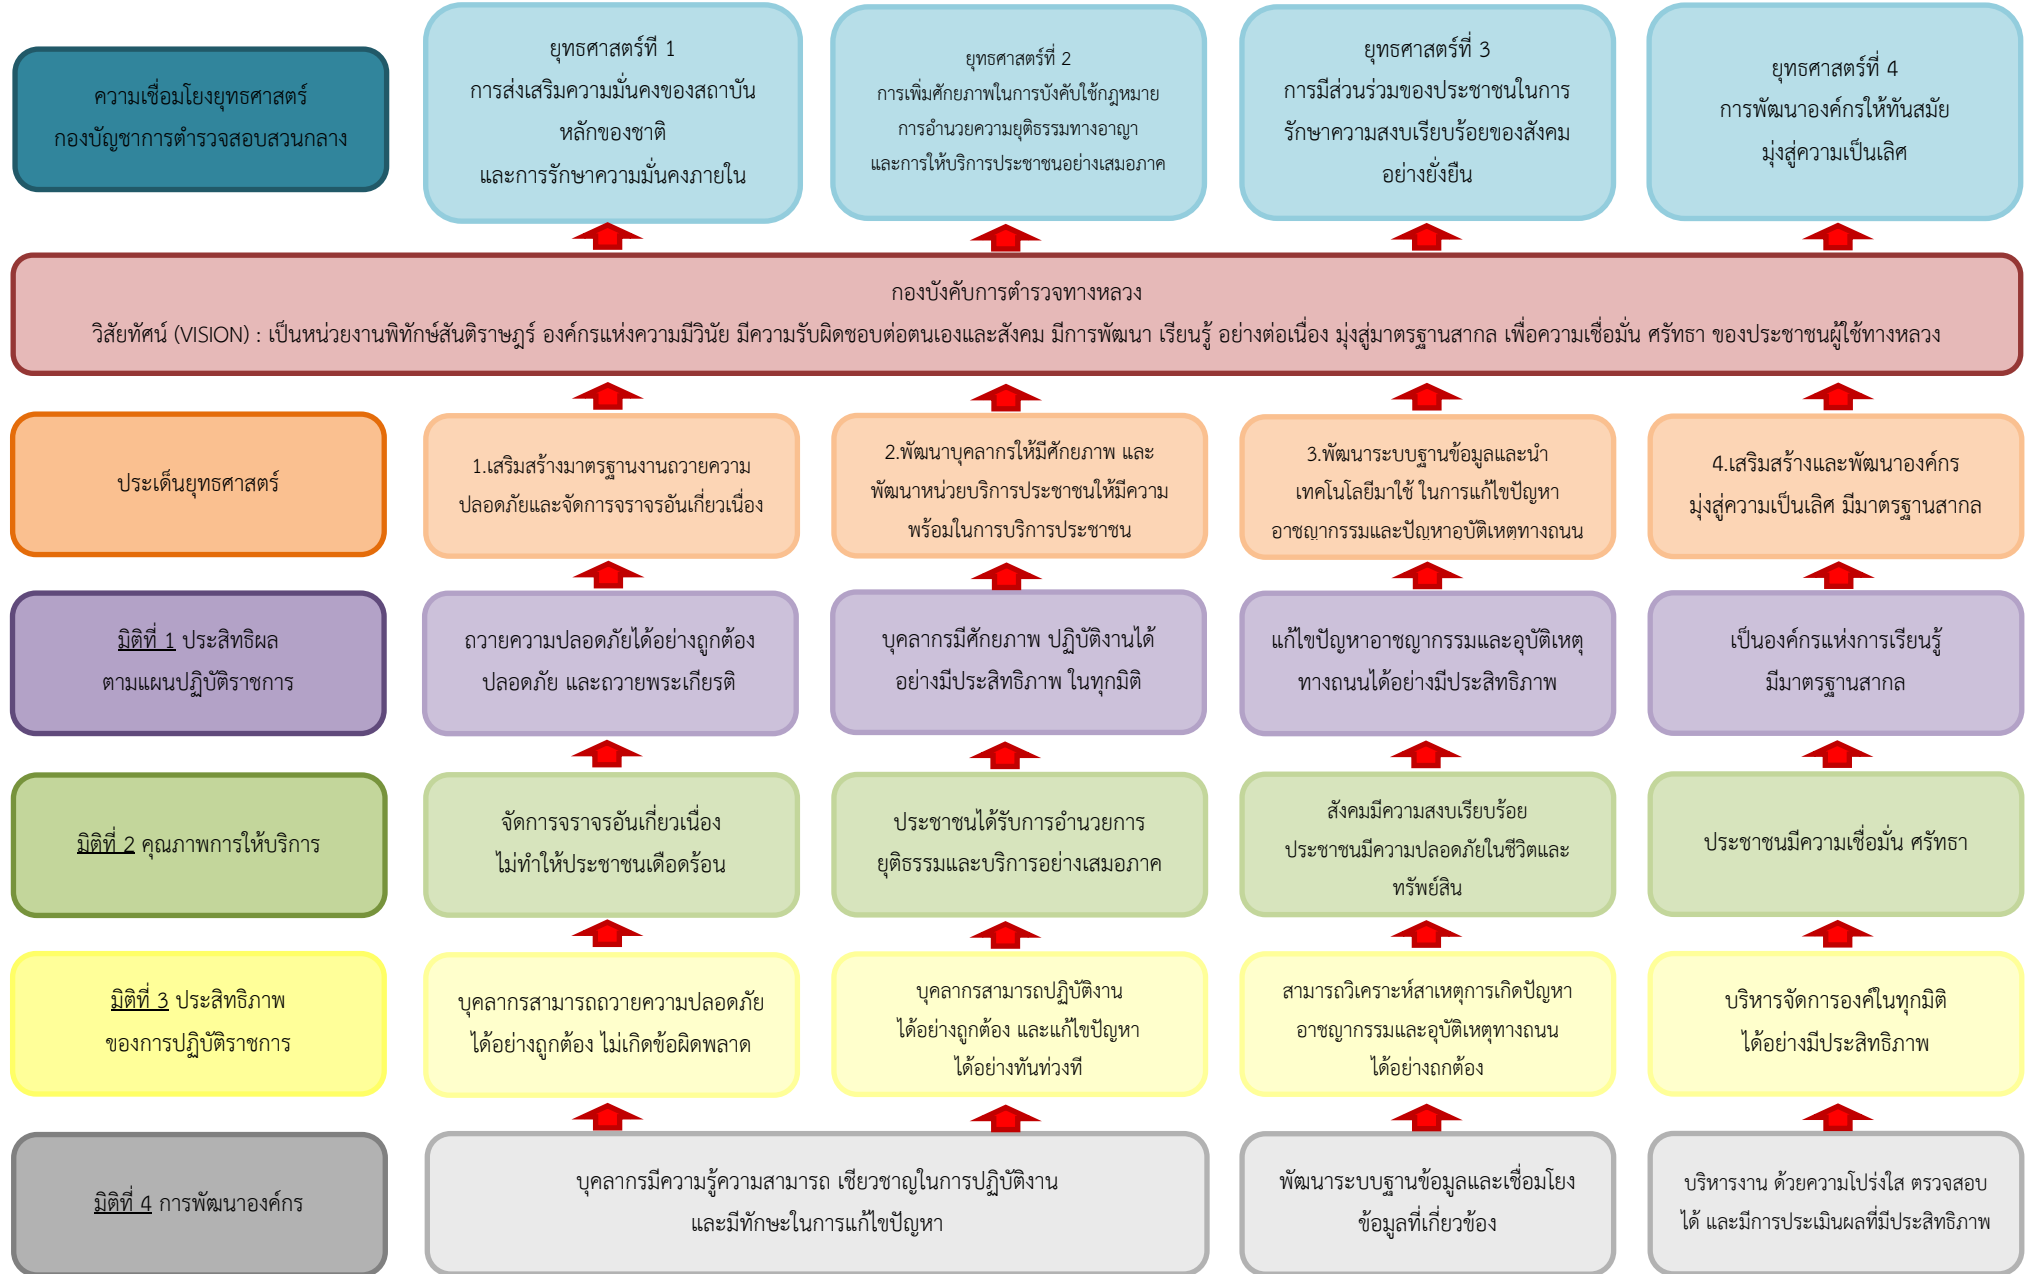 ความเชื่อมโยงยุทธศาสตร์
กองบัญชาการตำรวจสอบสวนกลาง
ยุทธศาสตร์ที่ 1
การส่งเสริมความมั่นคงของสถาบัน
หลักของชาติ
และการรักษาความมั่นคงภายใน
ยุทธศาสตร์ที่ 2
การเพิ่มศักยภาพในการบังคับใช้กฎหมาย
การอำนวยความยุติธรรมทางอาญา
และการให้บริการประชาชนอย่างเสมอภาค
ยุทธศาสตร์ที่ 3
การมีส่วนร่วมของประชาชนในการ
รักษาความสงบเรียบร้อยของสังคม
อย่างยั่งยืน
ยุทธศาสตร์ที่ 4
การพัฒนาองค์กรให้ทันสมัย
มุ่งสู่ความเป็นเลิศ
กองบังคับการตำรวจทางหลวง
วิสัยทัศน์ (VISION) : เป็นหน่วยงานพิทักษ์สันติราษฎร์ องค์กรแห่งความมีวินัย มีความรับผิดชอบต่อตนเองและสังคม มีการพัฒนา เรียนรู้ อย่างต่อเนื่อง มุ่งสู่มาตรฐานสากล เพื่อความเชื่อมั่น ศรัทธา ของประชาชนผู้ใช้ทางหลวง
ประเด็นยุทธศาสตร์
1.เสริมสร้างมาตรฐานงานถวายความ
ปลอดภัยและจัดการจราจรอันเกี่ยวเนื่อง
2.พัฒนาบุคลากรให้มีศักยภาพ และ
พัฒนาหน่วยบริการประชาชนให้มีความ
พร้อมในการบริการประชาชน
3.พัฒนาระบบฐานข้อมูลและนำ
เทคโนโลยีมาใช้ ในการแก้ไขปัญหา
อาชญากรรมและปัญหาอุบัติเหตุทางถนน
4.เสริมสร้างและพัฒนาองค์กร
มุ่งสู่ความเป็นเลิศ มีมาตรฐานสากล
มิติที่ 1 ประสิทธิผล
ตามแผนปฏิบัติราชการ
ถวายความปลอดภัยได้อย่างถูกต้อง
ปลอดภัย และถวายพระเกียรติ
บุคลากรมีศักยภาพ ปฏิบัติงานได้
อย่างมีประสิทธิภาพ ในทุกมิติ
แก้ไขปัญหาอาชญากรรมและอุบัติเหตุ
ทางถนนได้อย่างมีประสิทธิภาพ
เป็นองค์กรแห่งการเรียนรู้
มีมาตรฐานสากล
มิติที่ 2 คุณภาพการให้บริการ
จัดการจราจรอันเกี่ยวเนื่อง
ไม่ทำให้ประชาชนเดือดร้อน
ประชาชนได้รับการอำนวยการ
ยุติธรรมและบริการอย่างเสมอภาค
สังคมมีความสงบเรียบร้อย
ประชาชนมีความปลอดภัยในชีวิตและ
ทรัพย์สิน
ประชาชนมีความเชื่อมั่น ศรัทธา
มิติที่ 3 ประสิทธิภาพ
ของการปฏิบัติราชการ
บุคลากรสามารถถวายความปลอดภัย
ได้อย่างถูกต้อง ไม่เกิดข้อผิดพลาด
บุคลากรสามารถปฏิบัติงาน
ได้อย่างถูกต้อง และแก้ไขปัญหา
ได้อย่างทันท่วงที
สามารถวิเคราะห์สาเหตุการเกิดปัญหา
อาชญากรรมและอุบัติเหตุทางถนน
ได้อย่างถูกต้อง
บริหารจัดการองค์ในทุกมิติ
ได้อย่างมีประสิทธิภาพ
มิติที่ 4 การพัฒนาองค์กร
บุคลากรมีความรู้ความสามารถ เชียวชาญในการปฏิบัติงาน
และมีทักษะในการแก้ไขปัญหา
พัฒนาระบบฐานข้อมูลและเชื่อมโยง
ข้อมูลที่เกี่ยวข้อง
บริหารงาน ด้วยความโปร่งใส ตรวจสอบ
ได้ และมีการประเมินผลที่มีประสิทธิภาพ